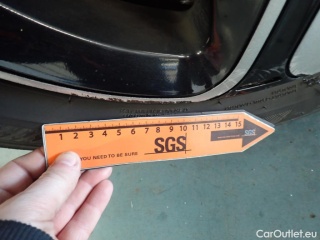 1 2 3 4 5 6 7 8 9 10 11 12 13 14 15
YOU NEED TO BE SURE
SGS
CarOutlet.eu